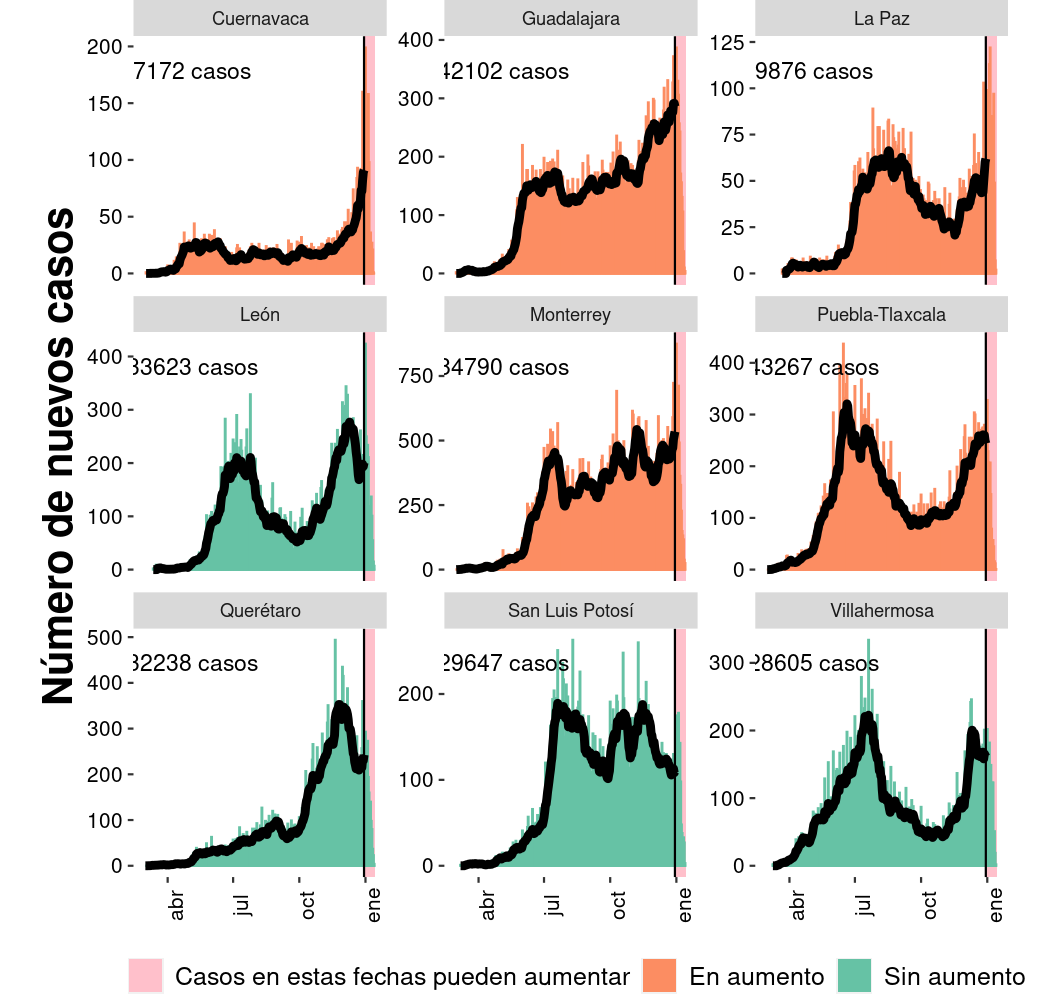 Cuernavaca
Guadalajara
La Paz
7172 casos
42102 casos
9876 casos
200
150
100
50
0
400
300
200
100
0
125
100
75
50
25
0
León
Monterrey
Puebla-Tlaxcala
33623 casos
34790 casos
43267 casos
400
300
200
100
0
750
500
250
0
400
300
200
100
0
Querétaro
San Luis Potosí
Villahermosa
32238 casos
29647 casos
28605 casos
500
400
300
200
100
0
200
100
0
300
200
100
0
abr
jul
oct
ene
abr
jul
oct
ene
abr
jul
oct
ene
Número de nuevos casos
Casos en estas fechas pueden aumentar
En aumento
Sin aumento